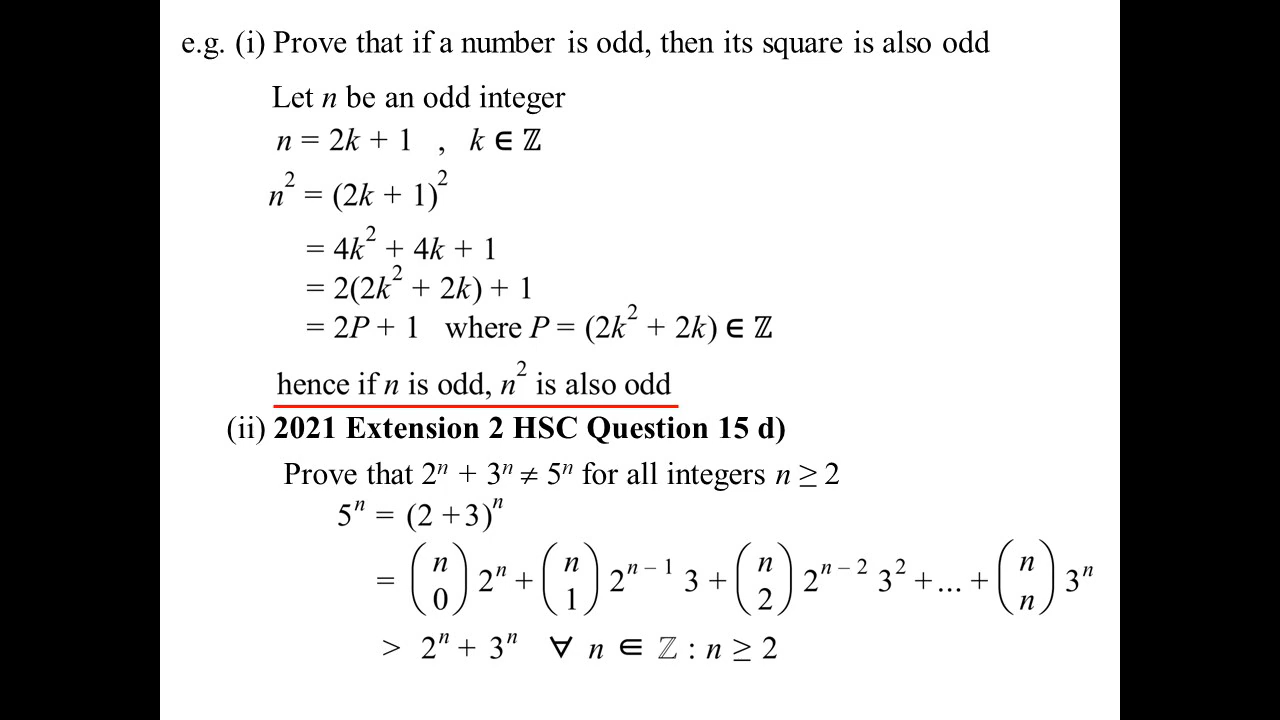 e.g. (i) Prove that if a number is odd, then its square is also odd
Let n be an odd integer
n = 2k + 1 , k ∈ ℤ
n² = (2k + 1)²
= 4k² + 4k + 1
= 2(2k² + 2k) + 1
= 2P + 1 where P = (2k² + 2k) ∈ ℤ
hence if n is odd, n² is also odd
(ii) 2021 Extension 2 HSC Question 15 d)
Prove that 2ⁿ + 3ⁿ ≠ 5ⁿ for all integers n ≥ 2
5ⁿ = (2 +3)ⁿ
= (n 0) 2ⁿ + (n 1) 2ⁿ⁻¹ 3 + (n 2) 2ⁿ⁻² 3² + ... + (n n) 3ⁿ
> 2ⁿ + 3ⁿ ∀ n ∈ ℤ : n ≥ 2